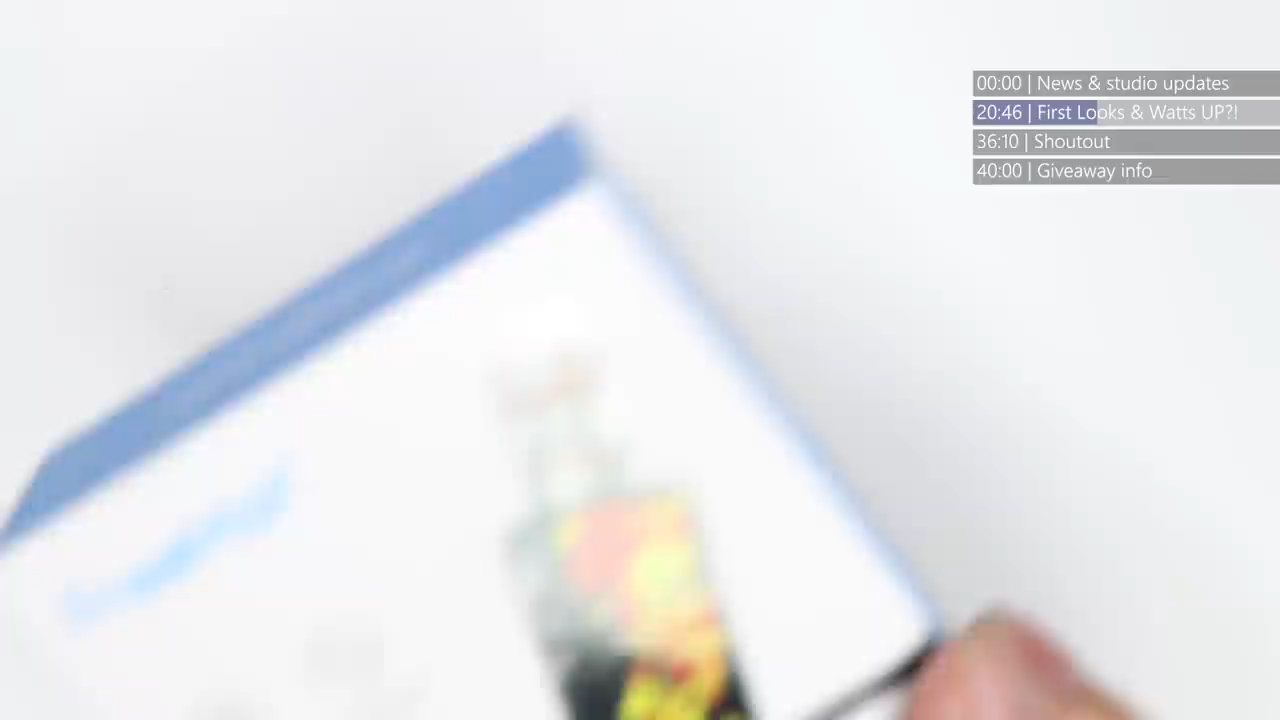 00:00 | News & studio updates
20:46 | First Looks & Watts UP?!
36:10 | Shoutout
40:00 | Giveaway info